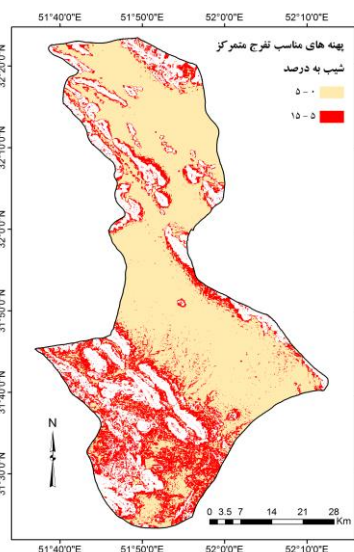 51°40'0"E 51°50'0"E 52°0'0"E 52°10'0"E
پهنه های مناسب تفرج متمرکز
شیب به درصد
۰ - ۵
۵ - ۱۵
32°20'0"N
32°10'0"N
32°0'0"N
31°50'0"N
31°40'0"N
31°30'0"N
N
0 3.5 7 14 21 28
Km
51°40'0"E 51°50'0"E 52°0'0"E 52°10'0"E